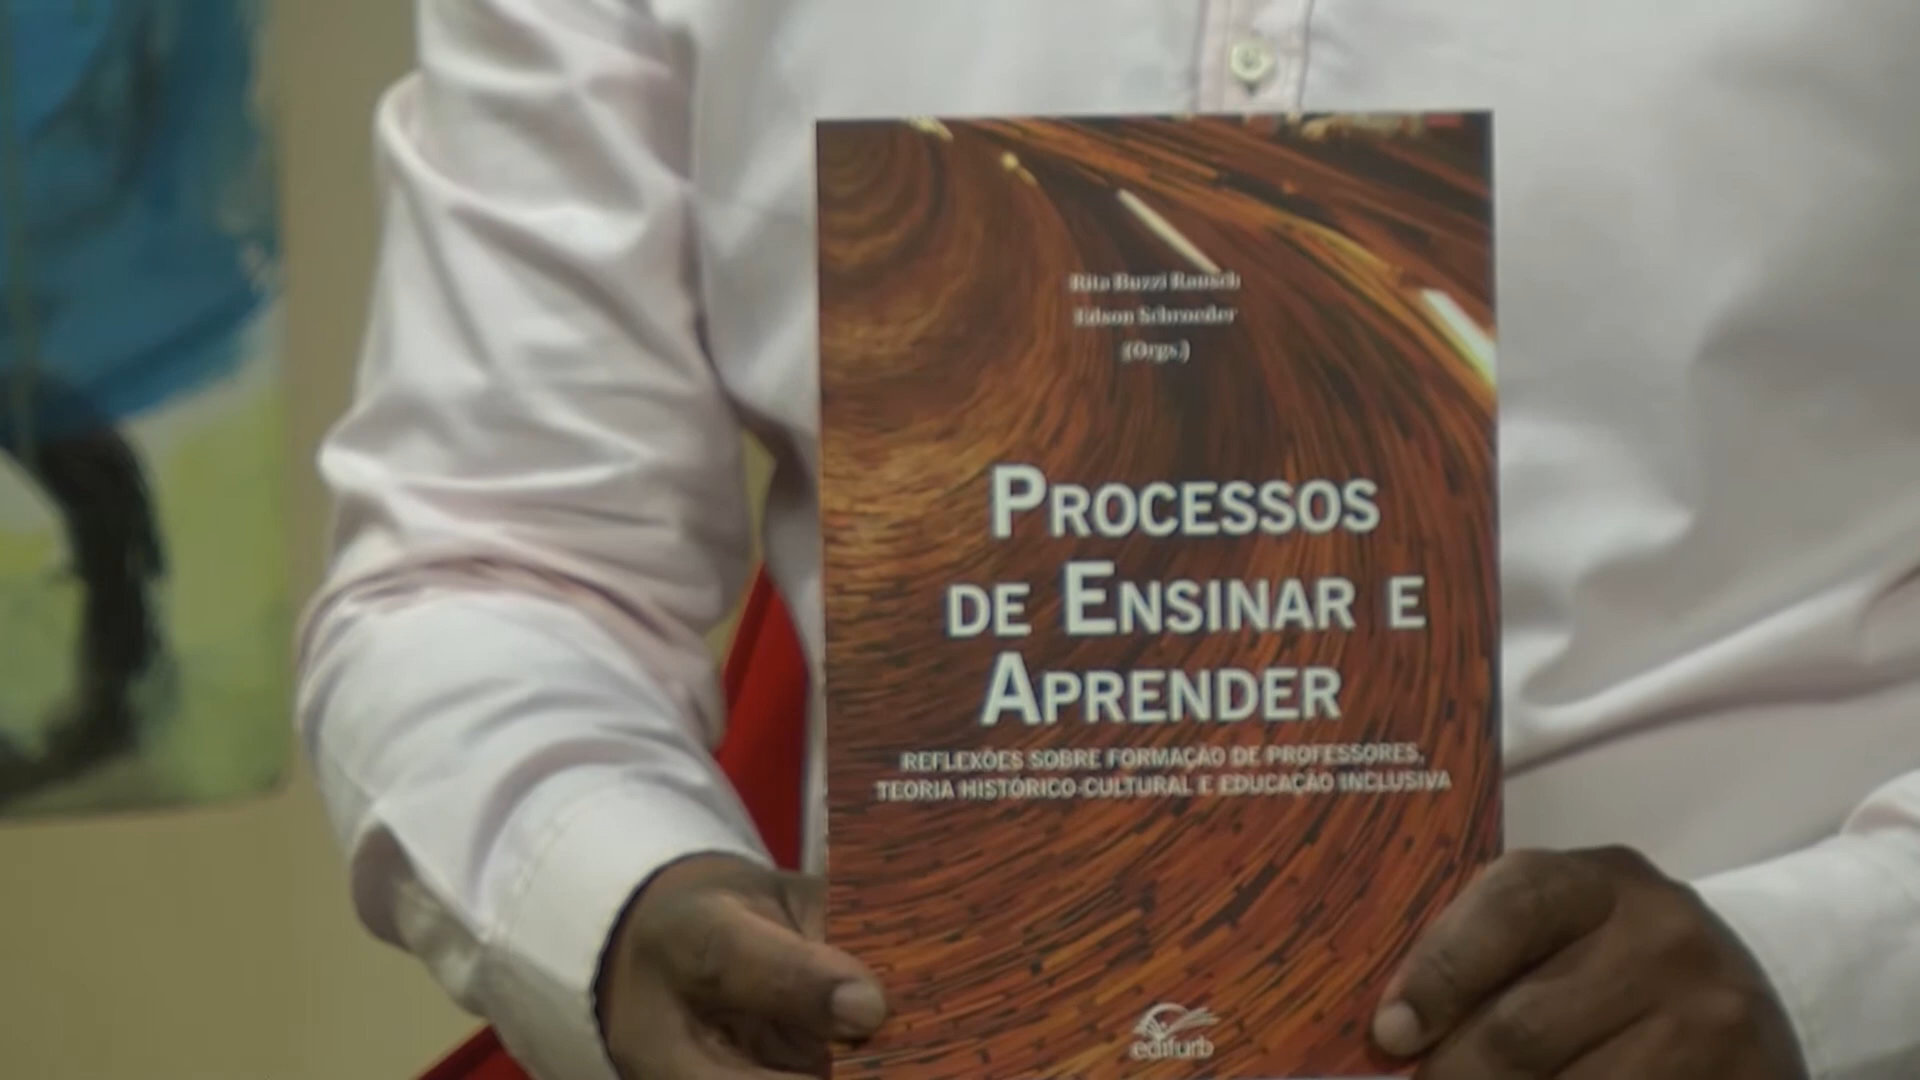 Rita Buzzi Rausch
Edson Schroeder
(Orgs.)
PROCESSOS
DE ENSINAR E
APRENDER
REFLEXÕES SOBRE FORMAÇÃO DE PROFESSORES,
TEORIA HISTÓRICO-CULTURAL E EDUCAÇÃO INCLUSIVA
edifurb